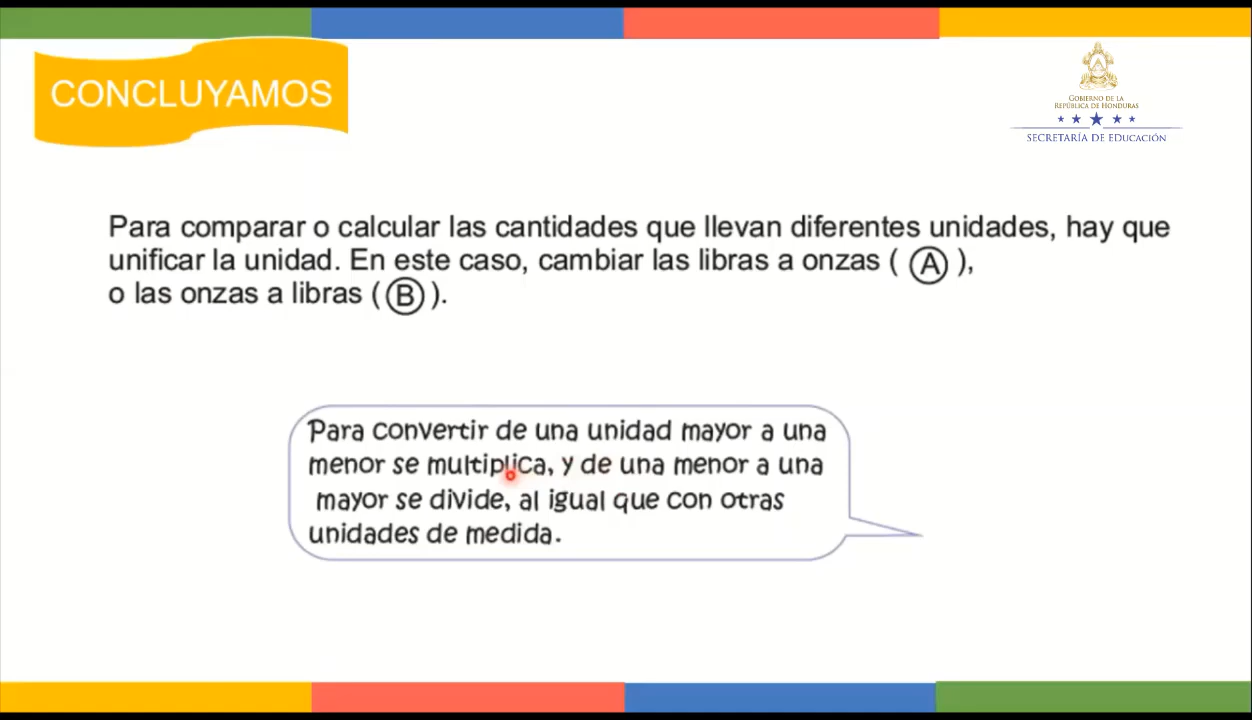 CONCLUYAMOS
GOBIERNO DE LA
REPÚBLICA DE HONDURAS
SECRETARÍA DE EDUCACIÓN
Para comparar o calcular las cantidades que llevan diferentes unidades, hay que
unificar la unidad. En este caso, cambiar las libras a onzas ( Ⓐ ),
o las onzas a libras ( Ⓑ ).
Para convertir de una unidad mayor a una
menor se multiplica, y de una menor a una
mayor se divide, al igual que con otras
unidades de medida.